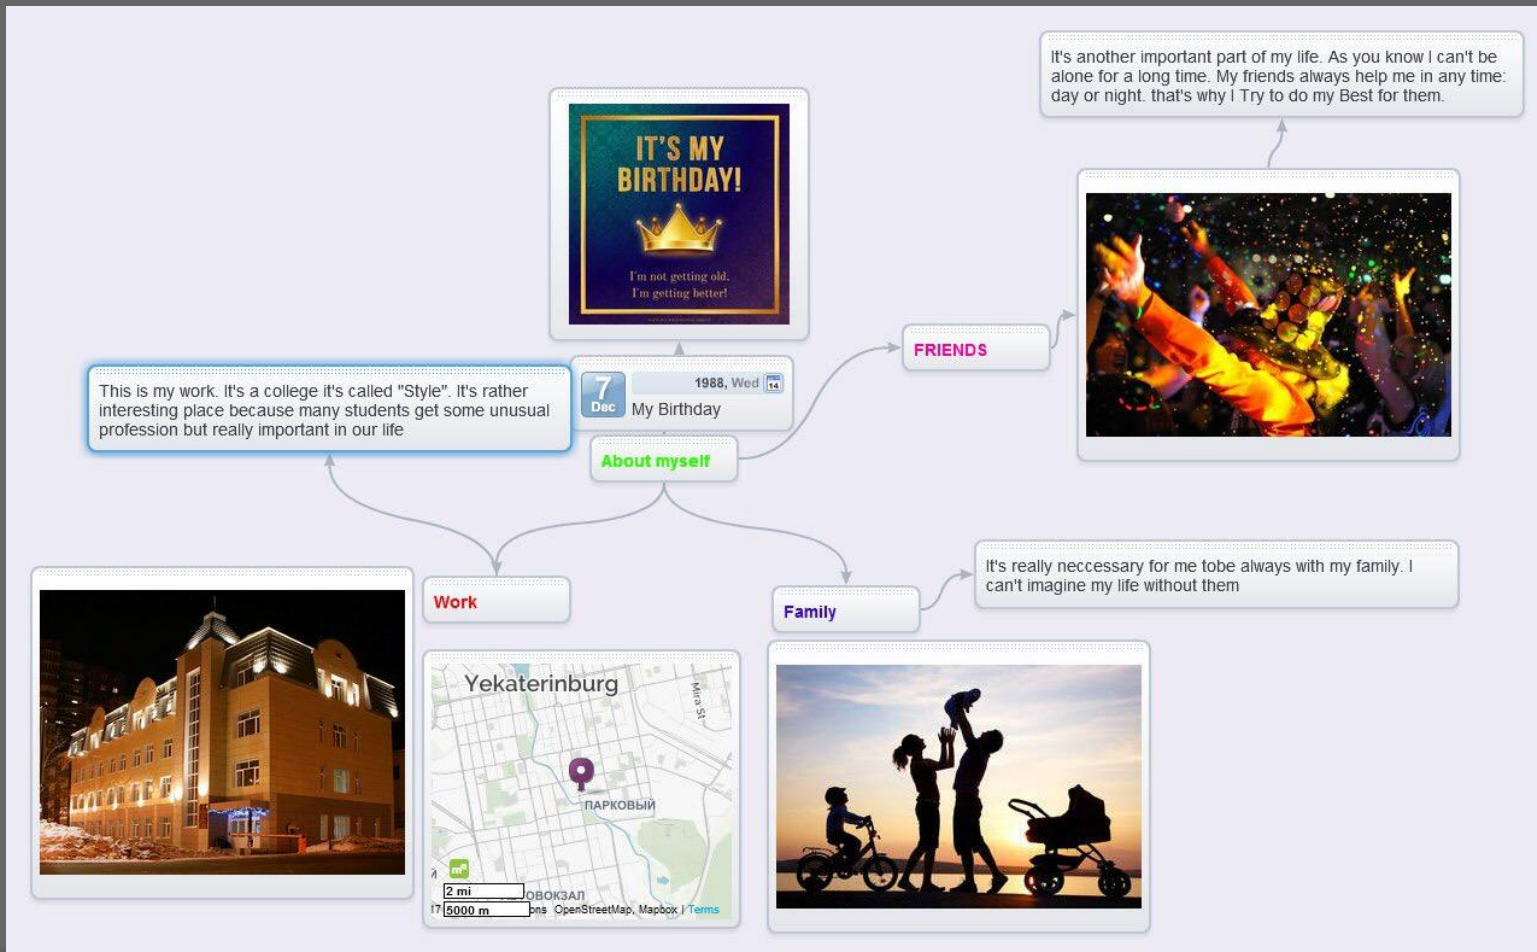 It's another important part of my life. As you know I can't be
alone for a long time. My friends always help me in any time:
day or night. that's why I Try to do my Best for them.
IT'S MY
BIRTHDAY!
I'm not getting old.
I'm getting better!
FRIENDS
7
Dec
1988, Wed
14
My Birthday
This is my work. It's a college it's called "Style". It's rather
interesting place because many students get some unusual
profession but really important in our life
About myself
Work
Family
It's really neccessary for me tobe always with my family. I
can't imagine my life without them
Yekaterinburg
Mira St
ПАРКОВЫЙ
2 mi
5000 m
OpenStreetMap, Mapbox | Terms